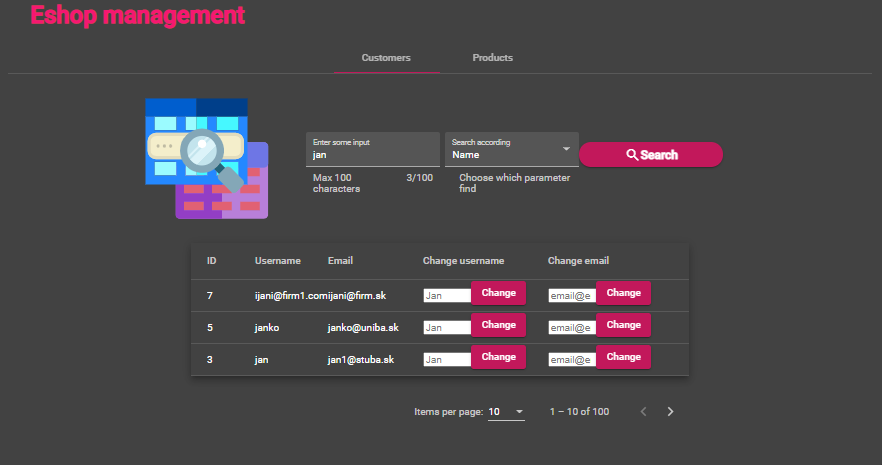 Eshop management
Customers Products
Enter some input Search according
jan Name Search
Max 100 3/100 Choose which parameter
characters find
ID Username Email Change username Change email
7 ijani@firm1.comijani@firm.sk Jan Change email@e Change
5 janko janko@uniba.sk Jan Change email@e Change
3 jan jan1@stuba.sk Jan Change email@e Change
Items per page: 10 1 – 10 of 100